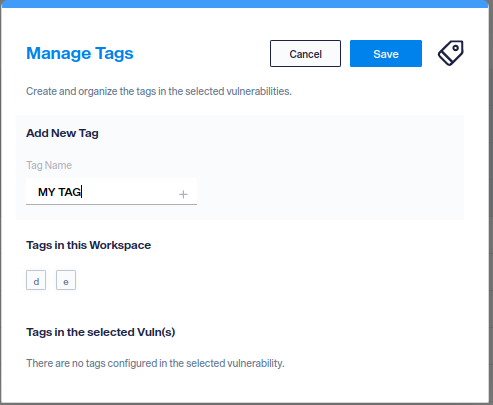 Manage Tags
Cancel
Save
Create and organize the tags in the selected vulnerabilities.
Add New Tag
Tag Name
MY TAG
+
Tags in this Workspace
d e
Tags in the selected Vuln(s)
There are no tags configured in the selected vulnerability.